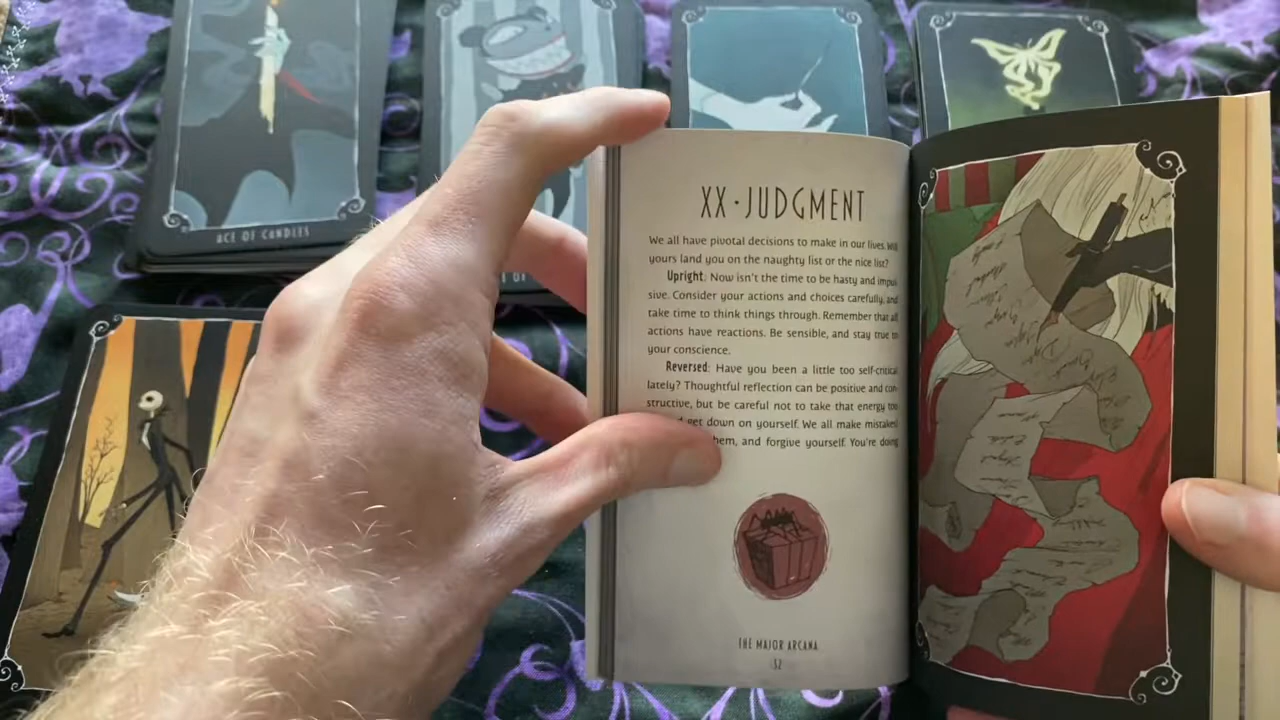 ACE OF CANDLES
OF
XX · JUDGMENT
We all have pivotal decisions to make in our lives. Will
yours land you on the naughty list or the nice list?
Upright: Now isn't the time to be hasty and impul
sive. Consider your actions and choices carefully, and
take time to think things through. Remember that all
actions have reactions. Be sensible, and stay true to
your conscience.
Reversed: Have you been a little too self-critical
lately? Thoughtful reflection can be positive and con
structive, but be careful not to take that energy too
get down on yourself. We all make mistakes
hem, and forgive yourself. You're doing
THE MAJOR ARCANA
32